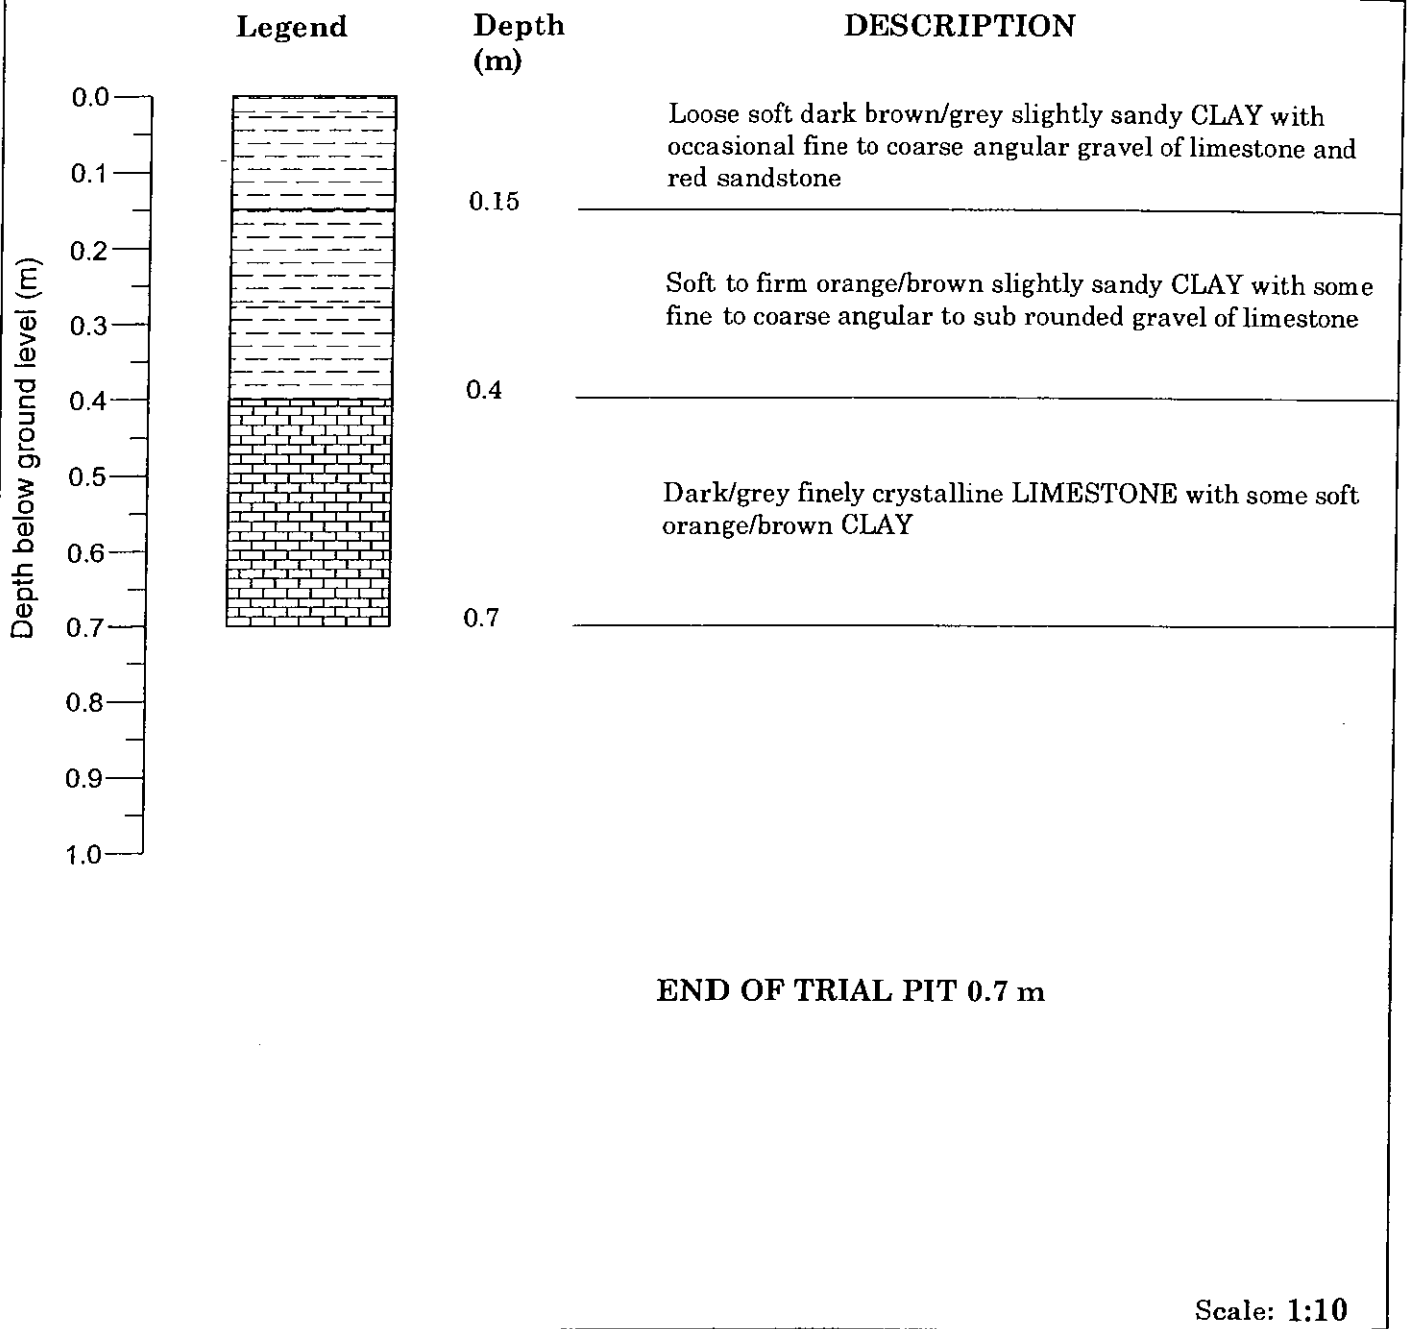 Legend
Depth
(m)
DESCRIPTION
Depth below ground level (m)
0.0
0.1
0.2
0.3
0.4
0.5
0.6
0.7
0.8
0.9
1.0
Loose soft dark brown/grey slightly sandy CLAY with
occasional fine to coarse angular gravel of limestone and
red sandstone
0.15
Soft to firm orange/brown slightly sandy CLAY with some
fine to coarse angular to sub rounded gravel of limestone
0.4
Dark/grey finely crystalline LIMESTONE with some soft
orange/brown CLAY
0.7
END OF TRIAL PIT 0.7 m
Scale: 1:10